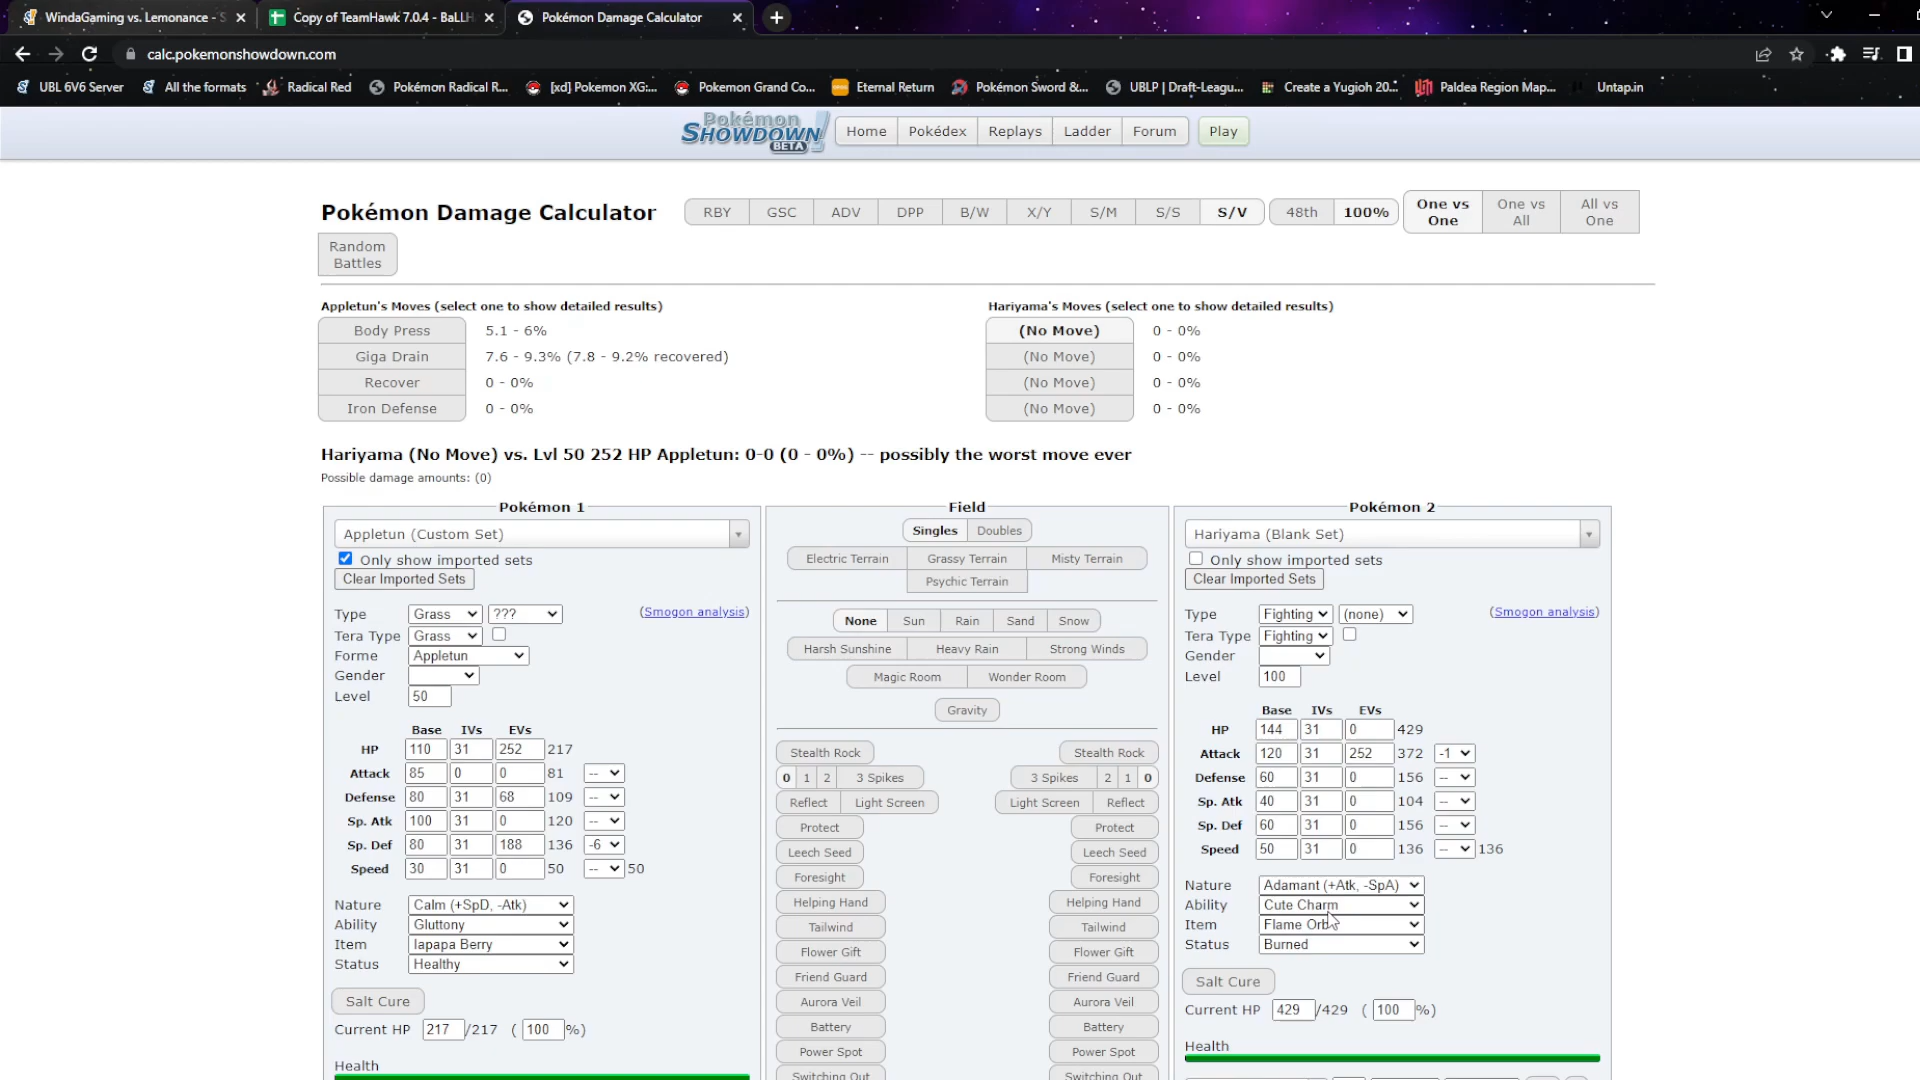 WindaGaming vs. Lemonance - S
Copy of TeamHawk 7.0.4 - BaLLH
Pokémon Damage Calculator
calc.pokemonshowdown.com
UBL 6V6 Server All the formats Radical Red Pokémon Radical R... [xd] Pokemon XG:... Pokemon Grand Co... Eternal Return Pokémon Sword &... UBLP | Draft-Leagu... Create a Yugioh 20... Paldea Region Map... Untap.in
Pokémon SHOWDOWN! BETA Home Pokédex Replays Ladder Forum Play
Pokémon Damage Calculator RBY GSC ADV DPP B/W X/Y S/M S/S S/V 48th 100% One vs One One vs All All vs One
Random Battles
Appletun's Moves (select one to show detailed results) Hariyama's Moves (select one to show detailed results)
Body Press 5.1 - 6% (No Move) 0 - 0%
Giga Drain 7.6 - 9.3% (7.8 - 9.2% recovered) (No Move) 0 - 0%
Recover 0 - 0% (No Move) 0 - 0%
Iron Defense 0 - 0% (No Move) 0 - 0%
Hariyama (No Move) vs. Lvl 50 252 HP Appletun: 0-0 (0 - 0%) -- possibly the worst move ever
Possible damage amounts: (0)
Pokémon 1
Appletun (Custom Set)
Only show imported sets
Clear Imported Sets
Type Grass ??? (Smogon analysis)
Tera Type Grass
Forme Appletun
Gender
Level 50
Base IVs EVs
HP 110 31 252 217
Attack 85 0 0 81 --
Defense 80 31 68 109 --
Sp. Atk 100 31 0 120 --
Sp. Def 80 31 188 136 -6
Speed 30 31 0 50 -- 50
Nature Calm (+SpD, -Atk)
Ability Gluttony
Item Iapapa Berry
Status Healthy
Salt Cure
Current HP 217 /217 ( 100 %)
Health
Field
Singles Doubles
Electric Terrain Grassy Terrain Misty Terrain
Psychic Terrain
None Sun Rain Sand Snow
Harsh Sunshine Heavy Rain Strong Winds
Magic Room Wonder Room
Gravity
Stealth Rock Stealth Rock
0 1 2 3 Spikes 3 Spikes 2 1 0
Reflect Light Screen Light Screen Reflect
Protect Protect
Leech Seed Leech Seed
Foresight Foresight
Helping Hand Helping Hand
Tailwind Tailwind
Flower Gift Flower Gift
Friend Guard Friend Guard
Aurora Veil Aurora Veil
Battery Battery
Power Spot Power Spot
Switching Out Switching Out
Pokémon 2
Hariyama (Blank Set)
Only show imported sets
Clear Imported Sets
Type Fighting (none) (Smogon analysis)
Tera Type Fighting
Gender
Level 100
Base IVs EVs
HP 144 31 0 429
Attack 120 31 252 372 -1
Defense 60 31 0 156 --
Sp. Atk 40 31 0 104 --
Sp. Def 60 31 0 156 --
Speed 50 31 0 136 -- 136
Nature Adamant (+Atk, -SpA)
Ability Cute Charm
Item Flame Orb
Status Burned
Salt Cure
Current HP 429 /429 ( 100 %)
Health